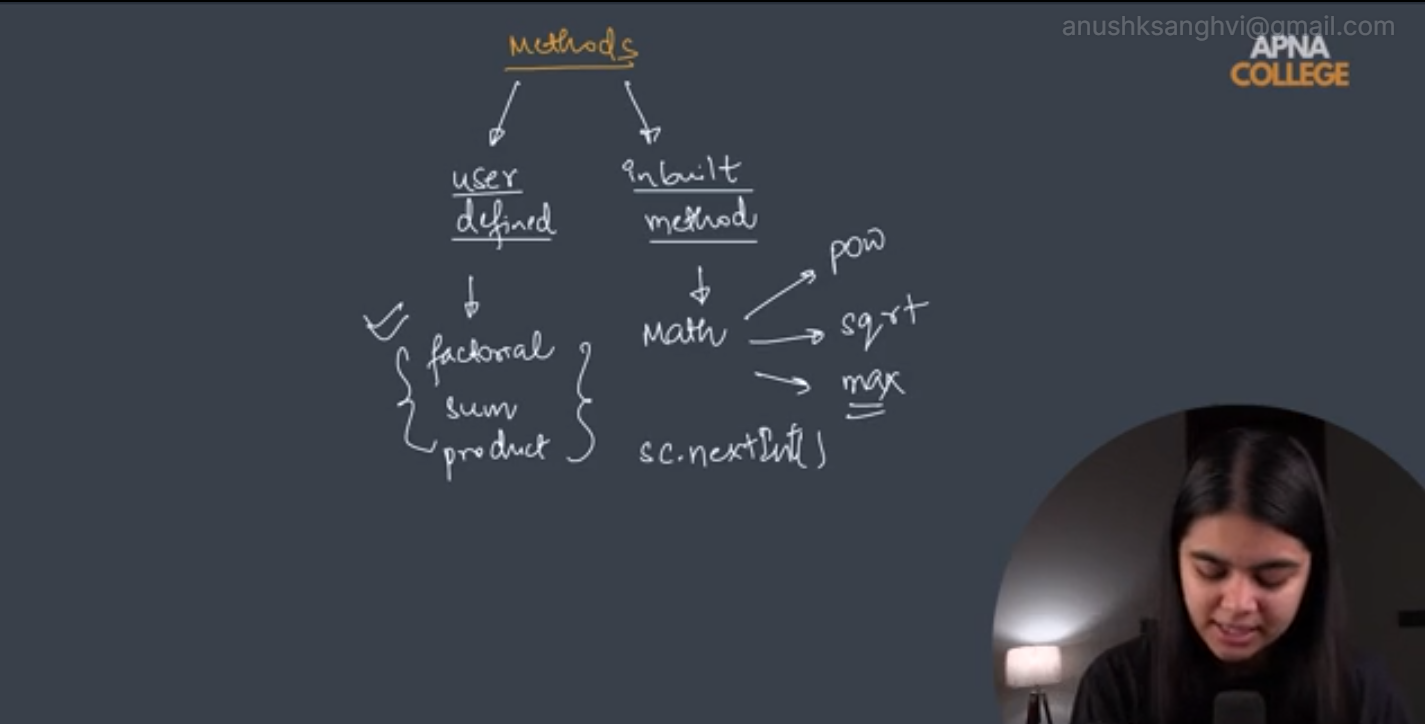 anushksanghvi@gmail.com
APNA
COLLEGE
Methods
user
defined
inbuilt
method
factorial
sum
product
Math
pow
sqrt
max
sc.nextInt()